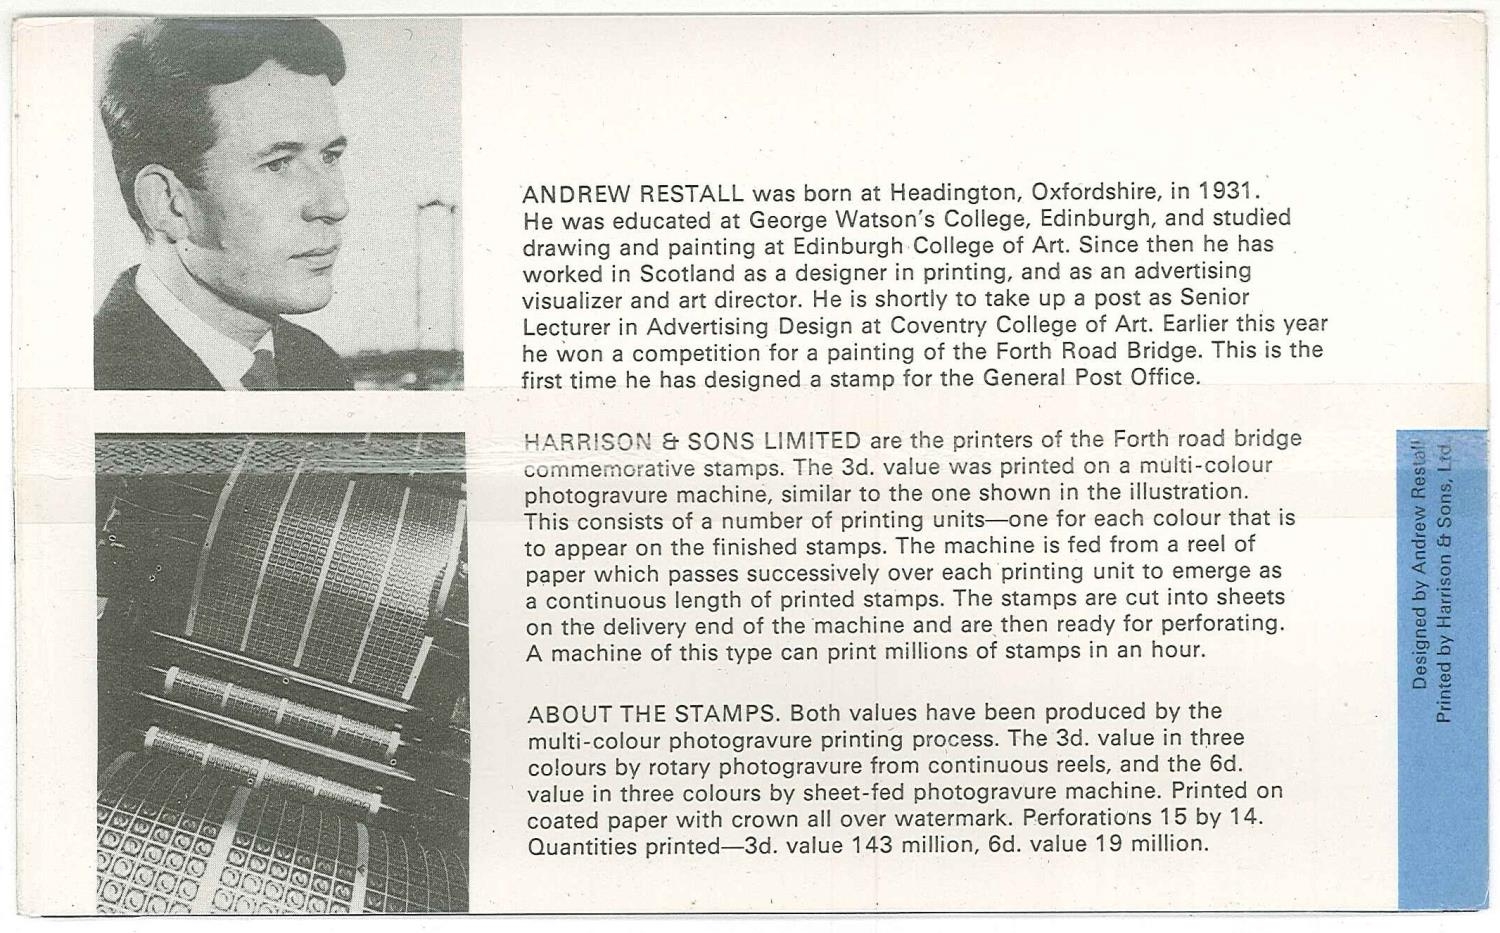 ANDREW RESTALL was born at Headington, Oxfordshire, in 1931.
He was educated at George Watson's College, Edinburgh, and studied
drawing and painting at Edinburgh College of Art. Since then he has
worked in Scotland as a designer in printing, and as an advertising
visualizer and art director. He is shortly to take up a post as Senior
Lecturer in Advertising Design at Coventry College of Art. Earlier this year
he won a competition for a painting of the Forth Road Bridge. This is the
first time he has designed a stamp for the General Post Office.
HARRISON & SONS LIMITED are the printers of the Forth road bridge
commemorative stamps. The 3d. value was printed on a multi-colour
photogravure machine, similar to the one shown in the illustration.
This consists of a number of printing units—one for each colour that is
to appear on the finished stamps. The machine is fed from a reel of
paper which passes successively over each printing unit to emerge as
a continuous length of printed stamps. The stamps are cut into sheets
on the delivery end of the machine and are then ready for perforating.
A machine of this type can print millions of stamps in an hour.
ABOUT THE STAMPS. Both values have been produced by the
multi-colour photogravure printing process. The 3d. value in three
colours by rotary photogravure from continuous reels, and the 6d.
value in three colours by sheet-fed photogravure machine. Printed on
coated paper with crown all over watermark. Perforations 15 by 14.
Quantities printed—3d. value 143 million, 6d. value 19 million.
Designed by Andrew Restall
Printed by Harrison & Sons, Ltd.